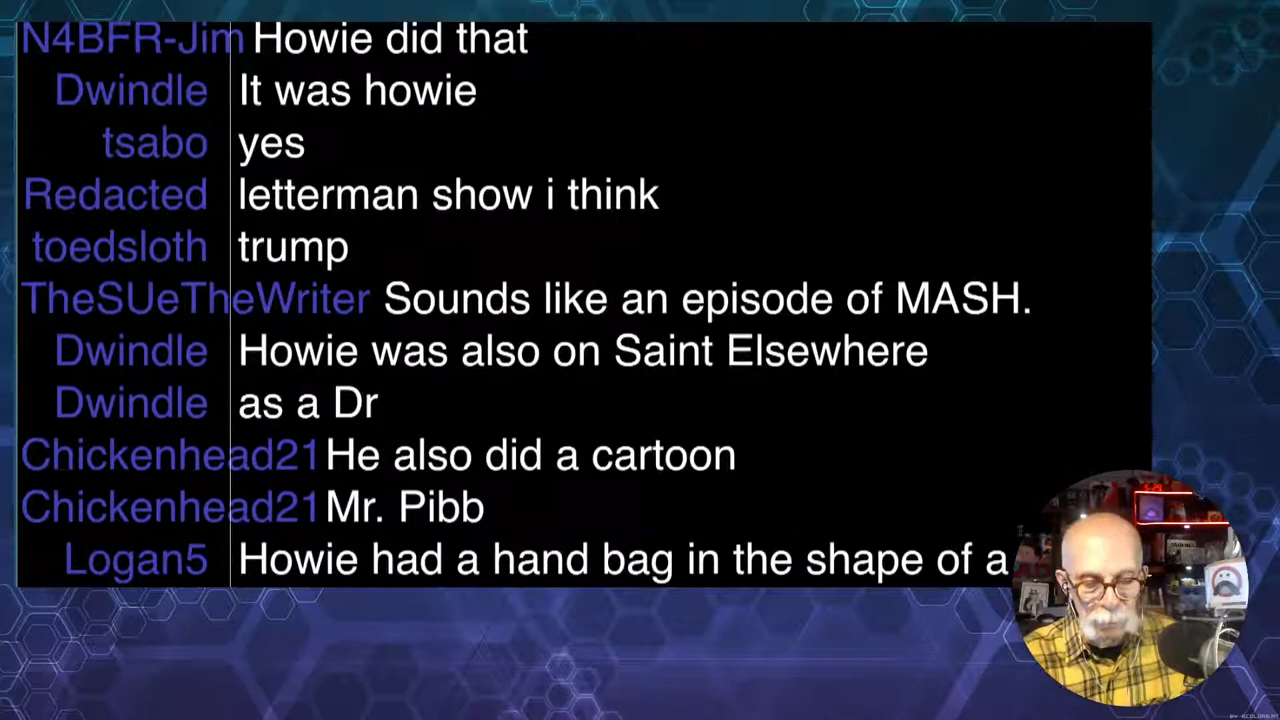 N4BFR-Jim Howie did that
Dwindle It was howie
tsabo yes
Redacted letterman show i think
toedsloth trump
TheSUeTheWriter Sounds like an episode of MASH.
Dwindle Howie was also on Saint Elsewhere
Dwindle as a Dr
Chickenhead21 He also did a cartoon
Chickenhead21 Mr. Pibb
Logan5 Howie had a hand bag in the shape of a